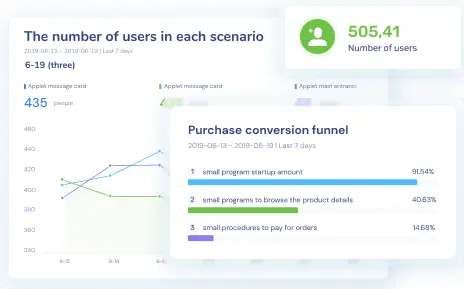 The number of users in each scenario
2019-06-13 - 2019-06-19 | Last 7 days
6-19 (three)
505,41
Number of users
Applet message card
Applet message card
Applet main entrance
435 people
Purchase conversion funnel
2019-06-13 - 2019-06-19 | Last 7 days
1 small program startup amount 91.54%
2 small programs to browse the product details 40.63%
3 small procedures to pay for orders 14.68%
460
440
420
400
380
360
340
6-13 6-14